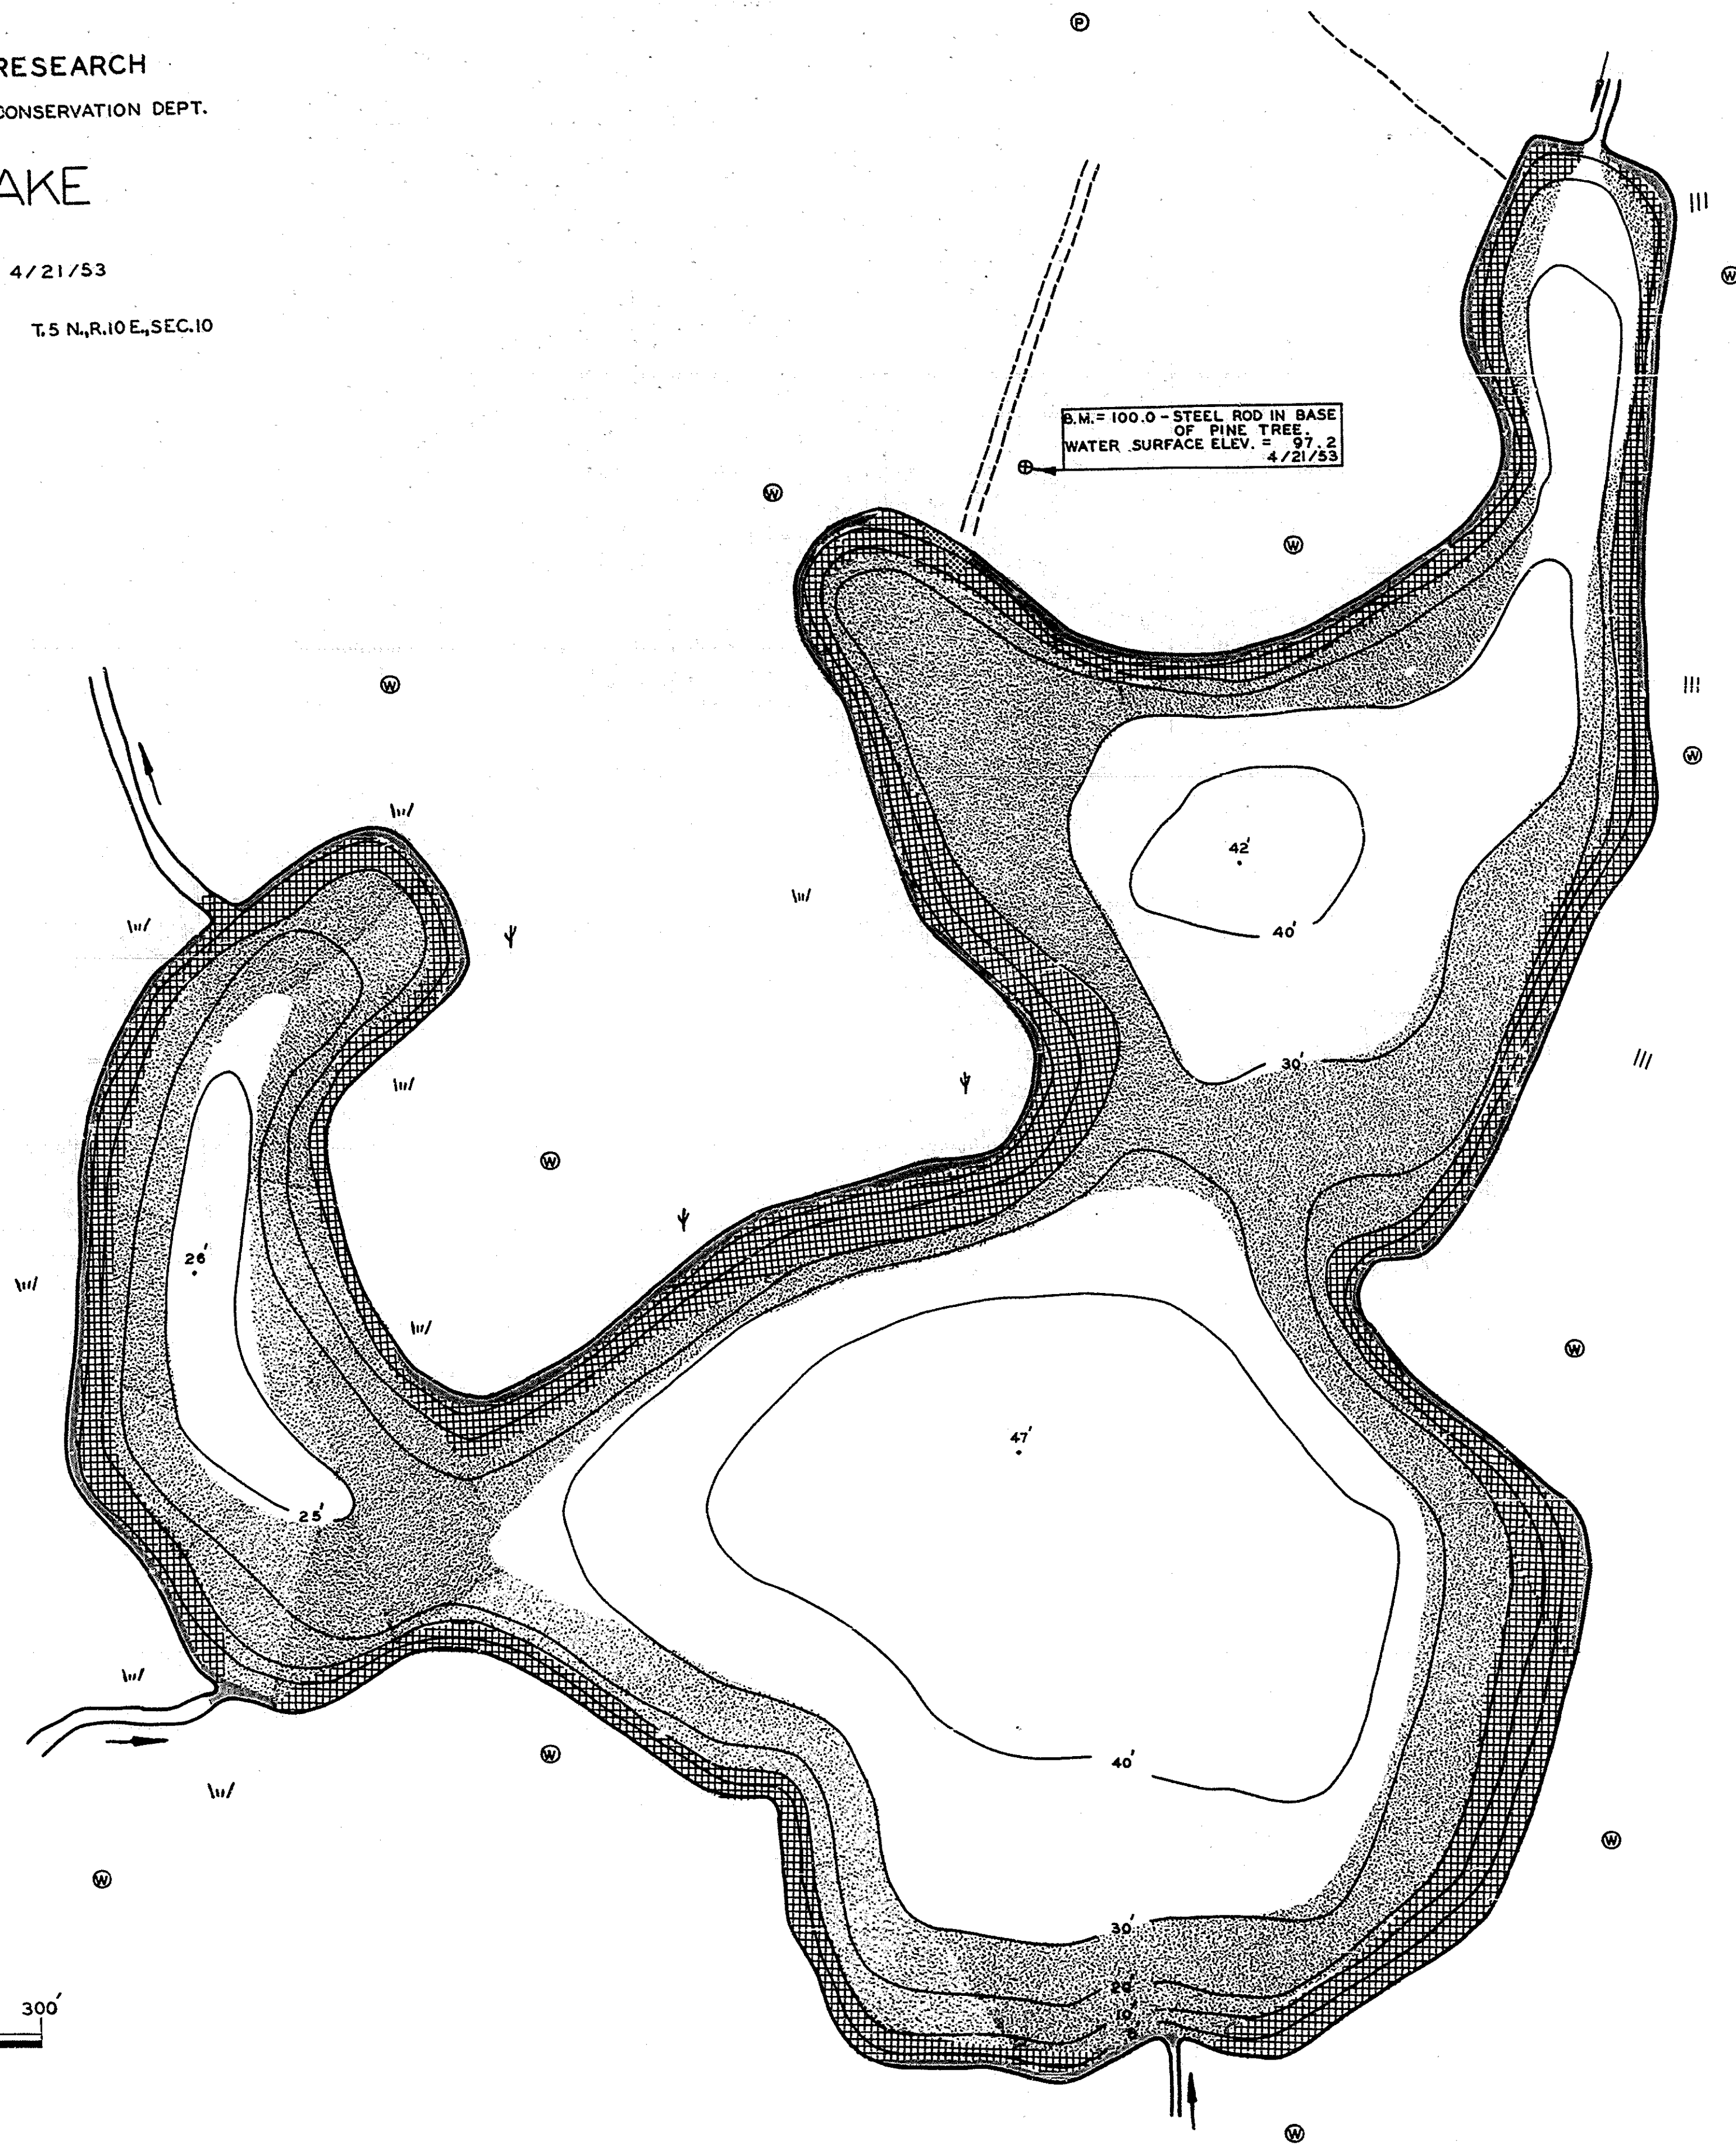 RESEARCH
CONSERVATION DEPT.
AKE
4/21/53
T.5 N.,R.10 E.,SEC.10
P
W
B.M. = 100.0 - STEEL ROD IN BASE
OF PINE TREE.
WATER SURFACE ELEV. = 97.2
4/21/53
W
W
W
W
42'
40'
30'
W
26'
W
47'
25'
40'
W
W
W
30'
20'
10'
300'
W